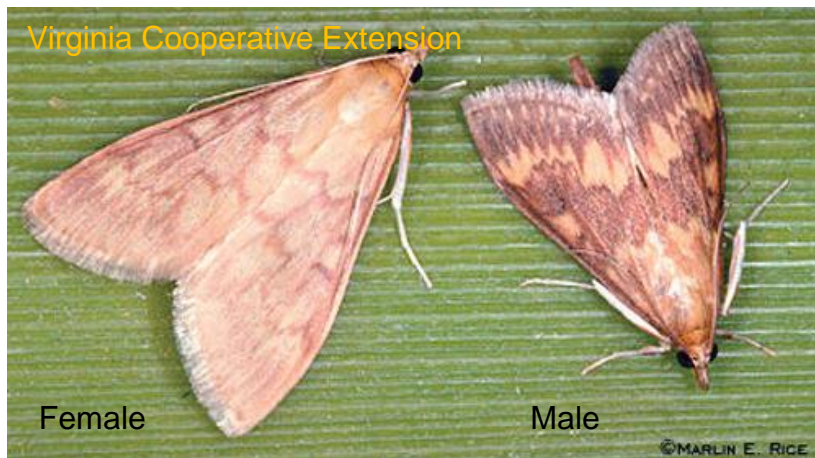 Virginia Cooperative Extension
Female
Male
©MARLIN E. RICE